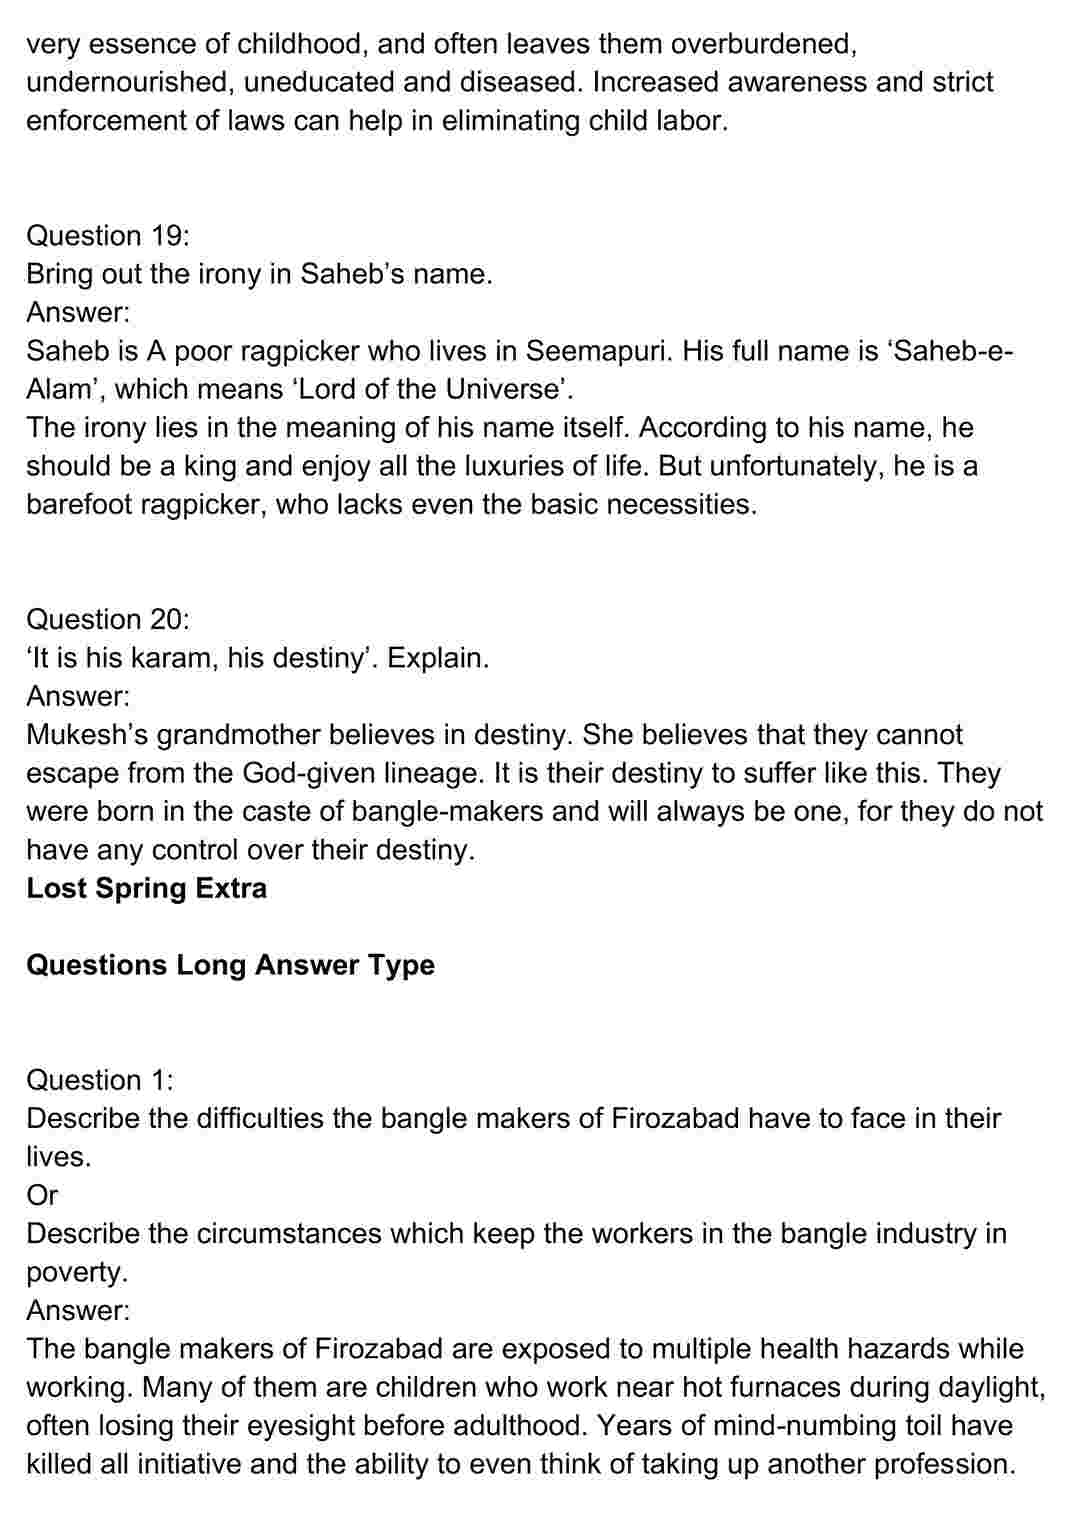 very essence of childhood, and often leaves them overburdened,
undernourished, uneducated and diseased. Increased awareness and strict
enforcement of laws can help in eliminating child labor.
Question 19:
Bring out the irony in Saheb’s name.
Answer:
Saheb is A poor ragpicker who lives in Seemapuri. His full name is ‘Saheb-e-
Alam’, which means ‘Lord of the Universe’.
The irony lies in the meaning of his name itself. According to his name, he
should be a king and enjoy all the luxuries of life. But unfortunately, he is a
barefoot ragpicker, who lacks even the basic necessities.
Question 20:
‘It is his karam, his destiny’. Explain.
Answer:
Mukesh’s grandmother believes in destiny. She believes that they cannot
escape from the God-given lineage. It is their destiny to suffer like this. They
were born in the caste of bangle-makers and will always be one, for they do not
have any control over their destiny.
Lost Spring Extra
Questions Long Answer Type
Question 1:
Describe the difficulties the bangle makers of Firozabad have to face in their
lives.
Or
Describe the circumstances which keep the workers in the bangle industry in
poverty.
Answer:
The bangle makers of Firozabad are exposed to multiple health hazards while
working. Many of them are children who work near hot furnaces during daylight,
often losing their eyesight before adulthood. Years of mind-numbing toil have
killed all initiative and the ability to even think of taking up another profession.